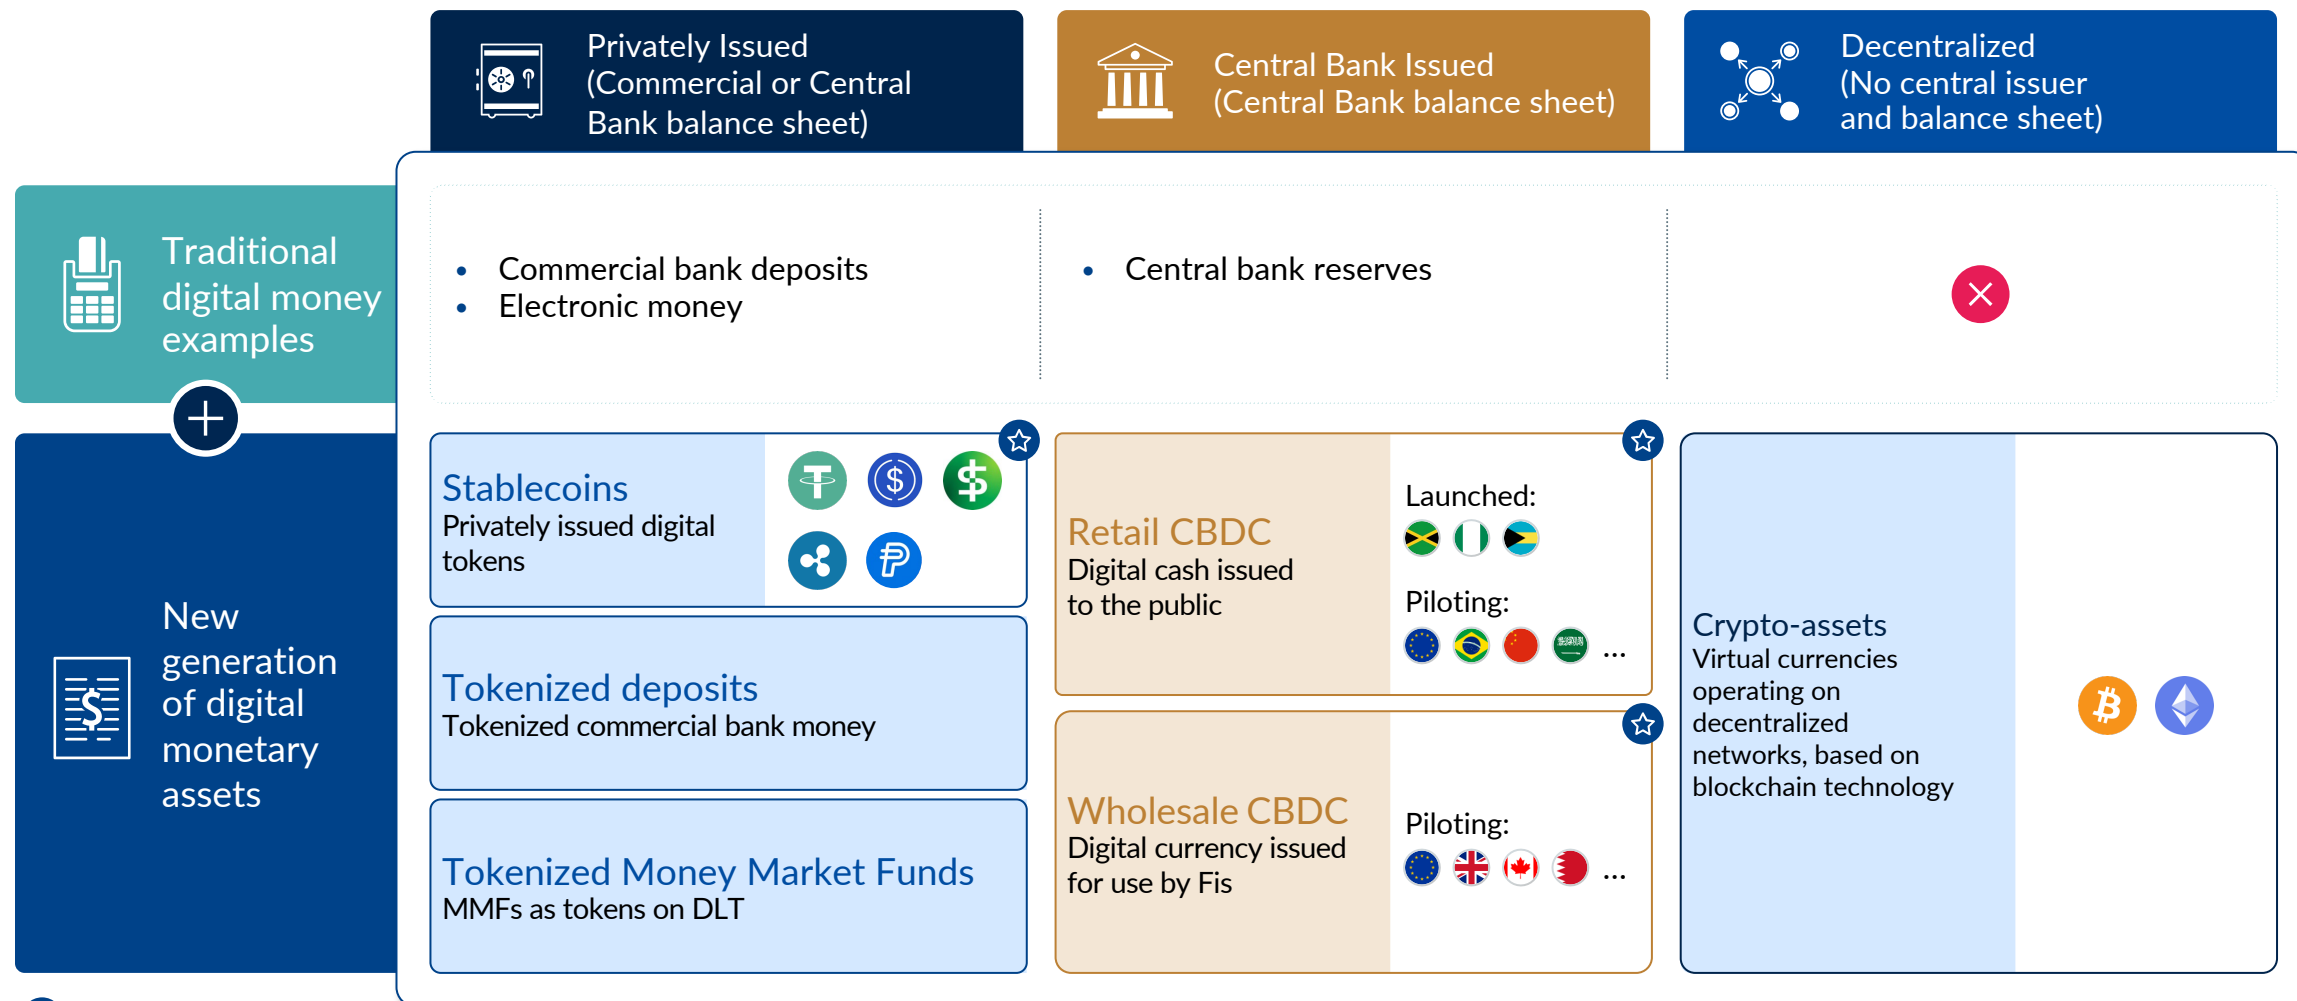 Privately Issued
(Commercial or Central
Bank balance sheet)
Central Bank Issued
(Central Bank balance sheet)
Decentralized
(No central issuer
and balance sheet)
Traditional
digital money
examples
• Commercial bank deposits
• Electronic money
• Central bank reserves
New
generation
of digital
monetary
assets
Stablecoins
Privately issued digital
tokens
Tokenized deposits
Tokenized commercial bank money
Tokenized Money Market Funds
MMFs as tokens on DLT
Retail CBDC
Digital cash issued
to the public
Launched:
Piloting:
...
Wholesale CBDC
Digital currency issued
for use by Fis
Piloting:
...
Crypto-assets
Virtual currencies
operating on
decentralized
networks, based on
blockchain technology